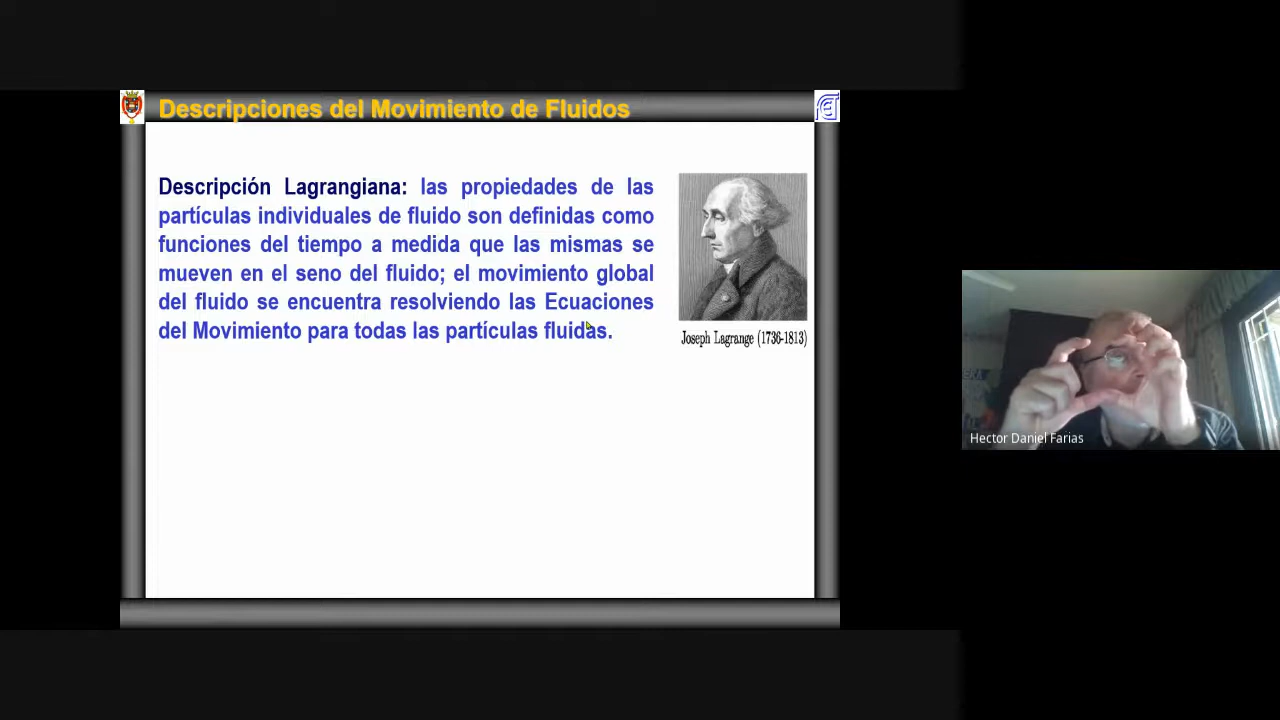 Descripciones del Movimiento de Fluidos
Descripción Lagrangiana: las propiedades de las
partículas individuales de fluido son definidas como
funciones del tiempo a medida que las mismas se
mueven en el seno del fluido; el movimiento global
del fluido se encuentra resolviendo las Ecuaciones
del Movimiento para todas las partículas fluidas.
Joseph Lagrange (1736-1813)
Hector Daniel Farias